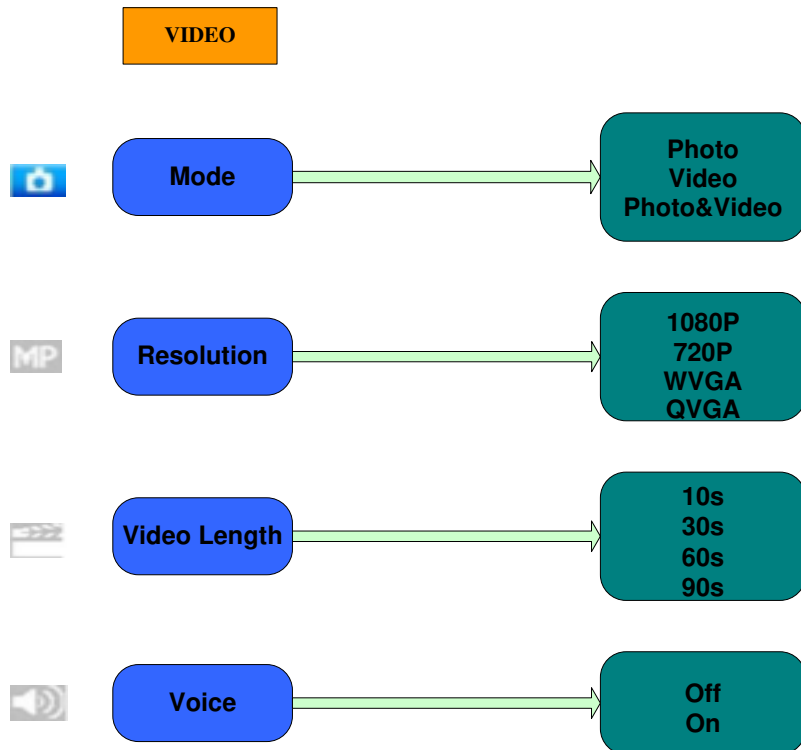 VIDEO
Mode
Photo
Video
Photo&Video
MP
Resolution
1080P
720P
WVGA
QVGA
Video Length
10s
30s
60s
90s
Voice
Off
On